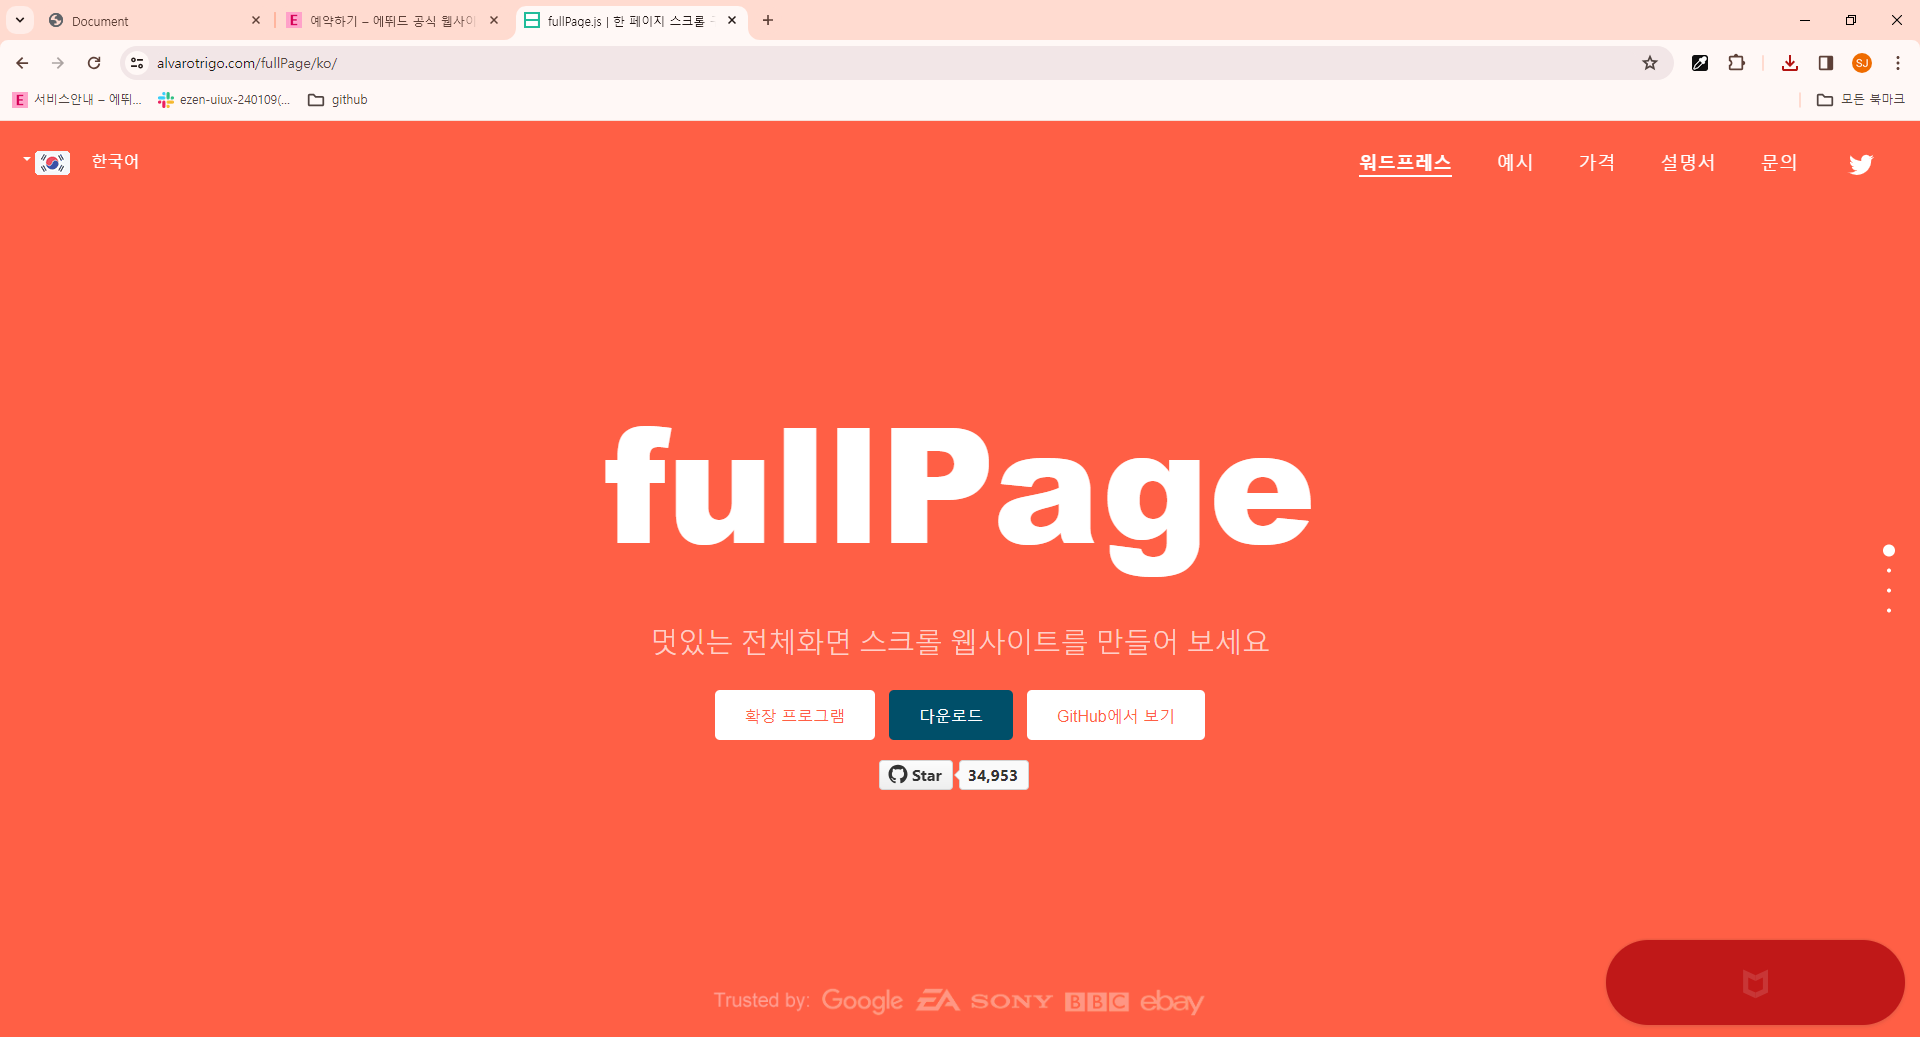 Document
예약하기 – 에뛰드 공식 웹사이
fullPage.js | 한 페이지 스크롤
alvarotrigo.com/fullPage/ko/
SJ
E 서비스안내 – 에뛰...
ezen-uiux-240109(...
github
모든 북마크
한국어
워드프레스 예시 가격 설명서 문의
fullPage
멋있는 전체화면 스크롤 웹사이트를 만들어 보세요
확장 프로그램 다운로드 GitHub에서 보기
Star 34,953
Trusted by: Google EA SONY BBC ebay